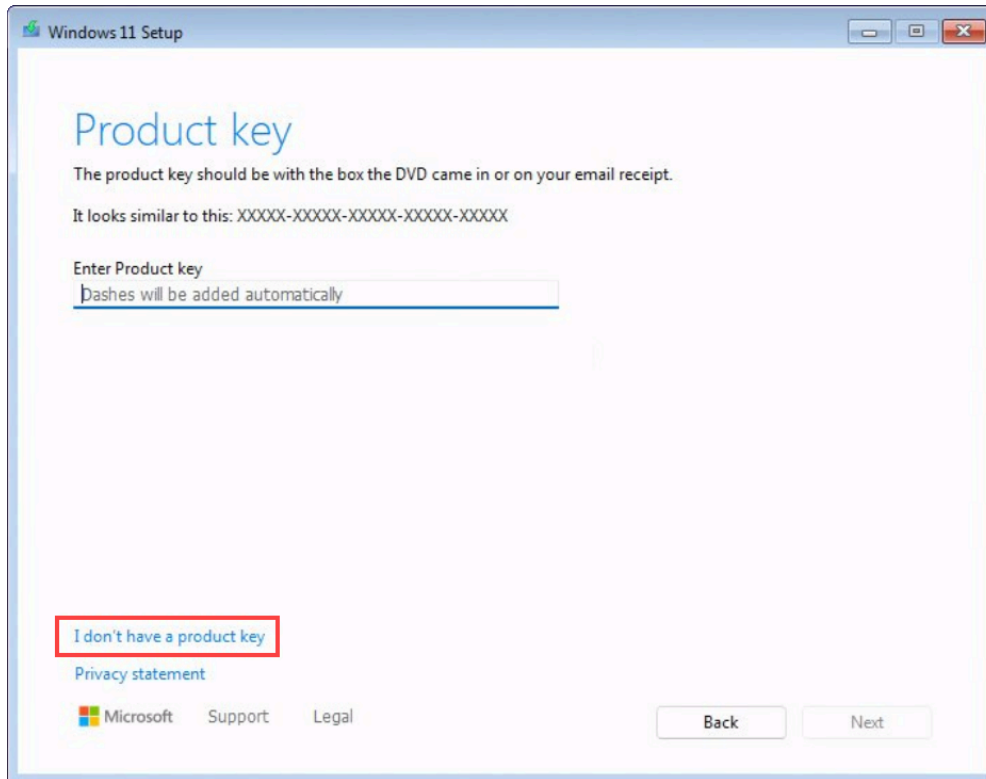 Windows 11 Setup
Product key
The product key should be with the box the DVD came in or on your email receipt.
It looks similar to this: XXXXX-XXXXX-XXXXX-XXXXX-XXXXX
Enter Product key
Dashes will be added automatically
I don't have a product key
Privacy statement
Microsoft Support Legal Back Next